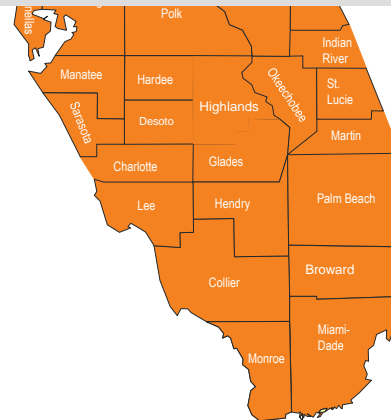 nellas
Polk
Indian
River
Manatee
Hardee
Okeechobee
St.
Lucie
Highlands
Sarasota
Desoto
Martin
Charlotte
Glades
Lee
Hendry
Palm Beach
Collier
Broward
Miami-
Dade
Monroe